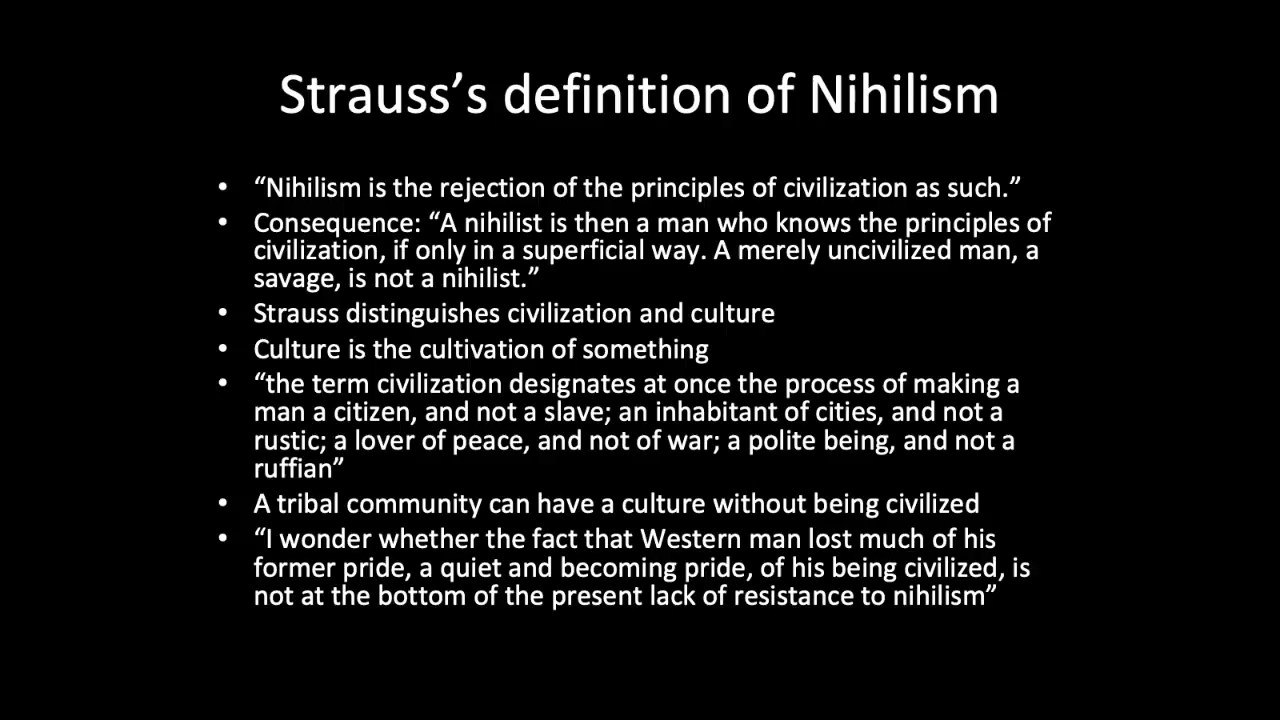 Strauss’s definition of Nihilism
• “Nihilism is the rejection of the principles of civilization as such.”
• Consequence: “A nihilist is then a man who knows the principles of
civilization, if only in a superficial way. A merely uncivilized man, a
savage, is not a nihilist.”
• Strauss distinguishes civilization and culture
• Culture is the cultivation of something
• “the term civilization designates at once the process of making a
man a citizen, and not a slave; an inhabitant of cities, and not a
rustic; a lover of peace, and not of war; a polite being, and not a
ruffian”
• A tribal community can have a culture without being civilized
• “I wonder whether the fact that Western man lost much of his
former pride, a quiet and becoming pride, of his being civilized, is
not at the bottom of the present lack of resistance to nihilism”